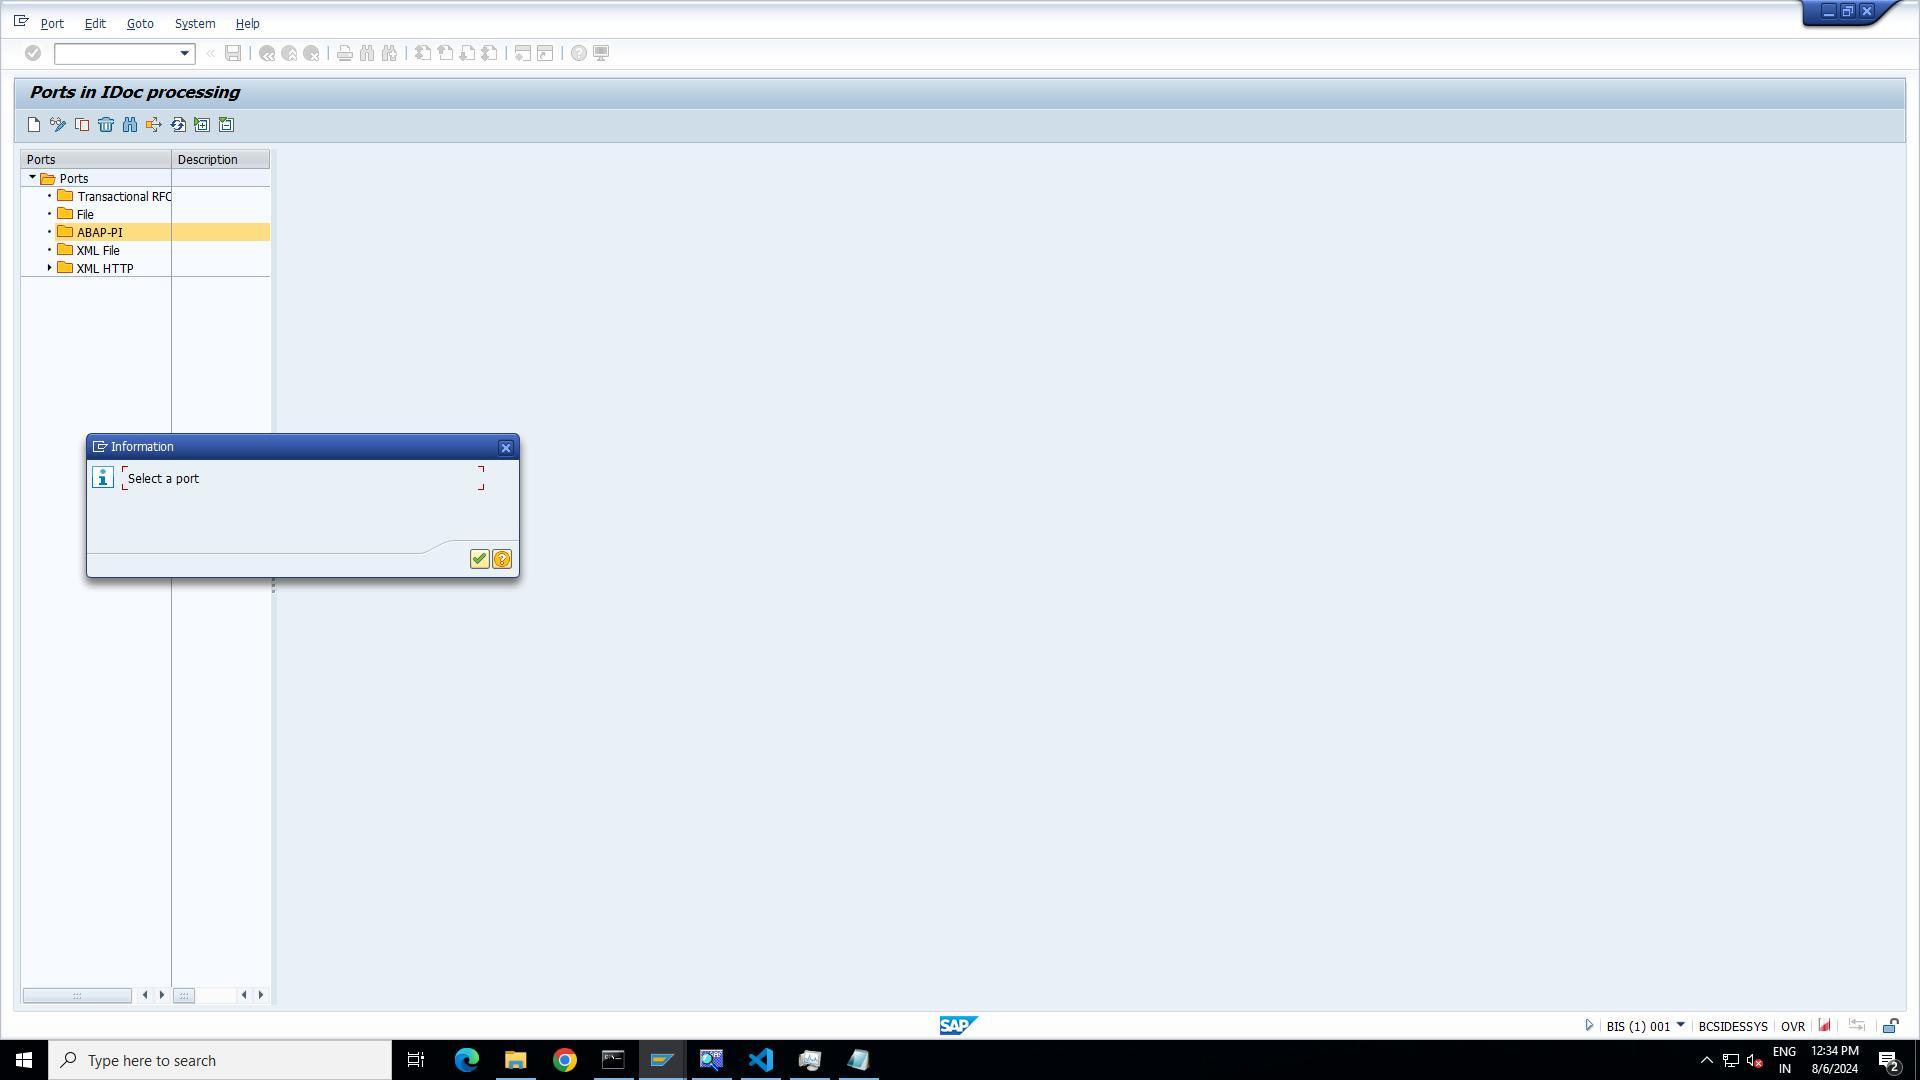 Port Edit Goto System Help
Ports in IDoc processing
Ports Description
Ports
Transactional RFC
File
ABAP-PI
XML File
XML HTTP
Information
Select a port
SAP
BIS (1) 001 BCSIDESSYS OVR
Type here to search
ENG
IN
12:34 PM
8/6/2024
2